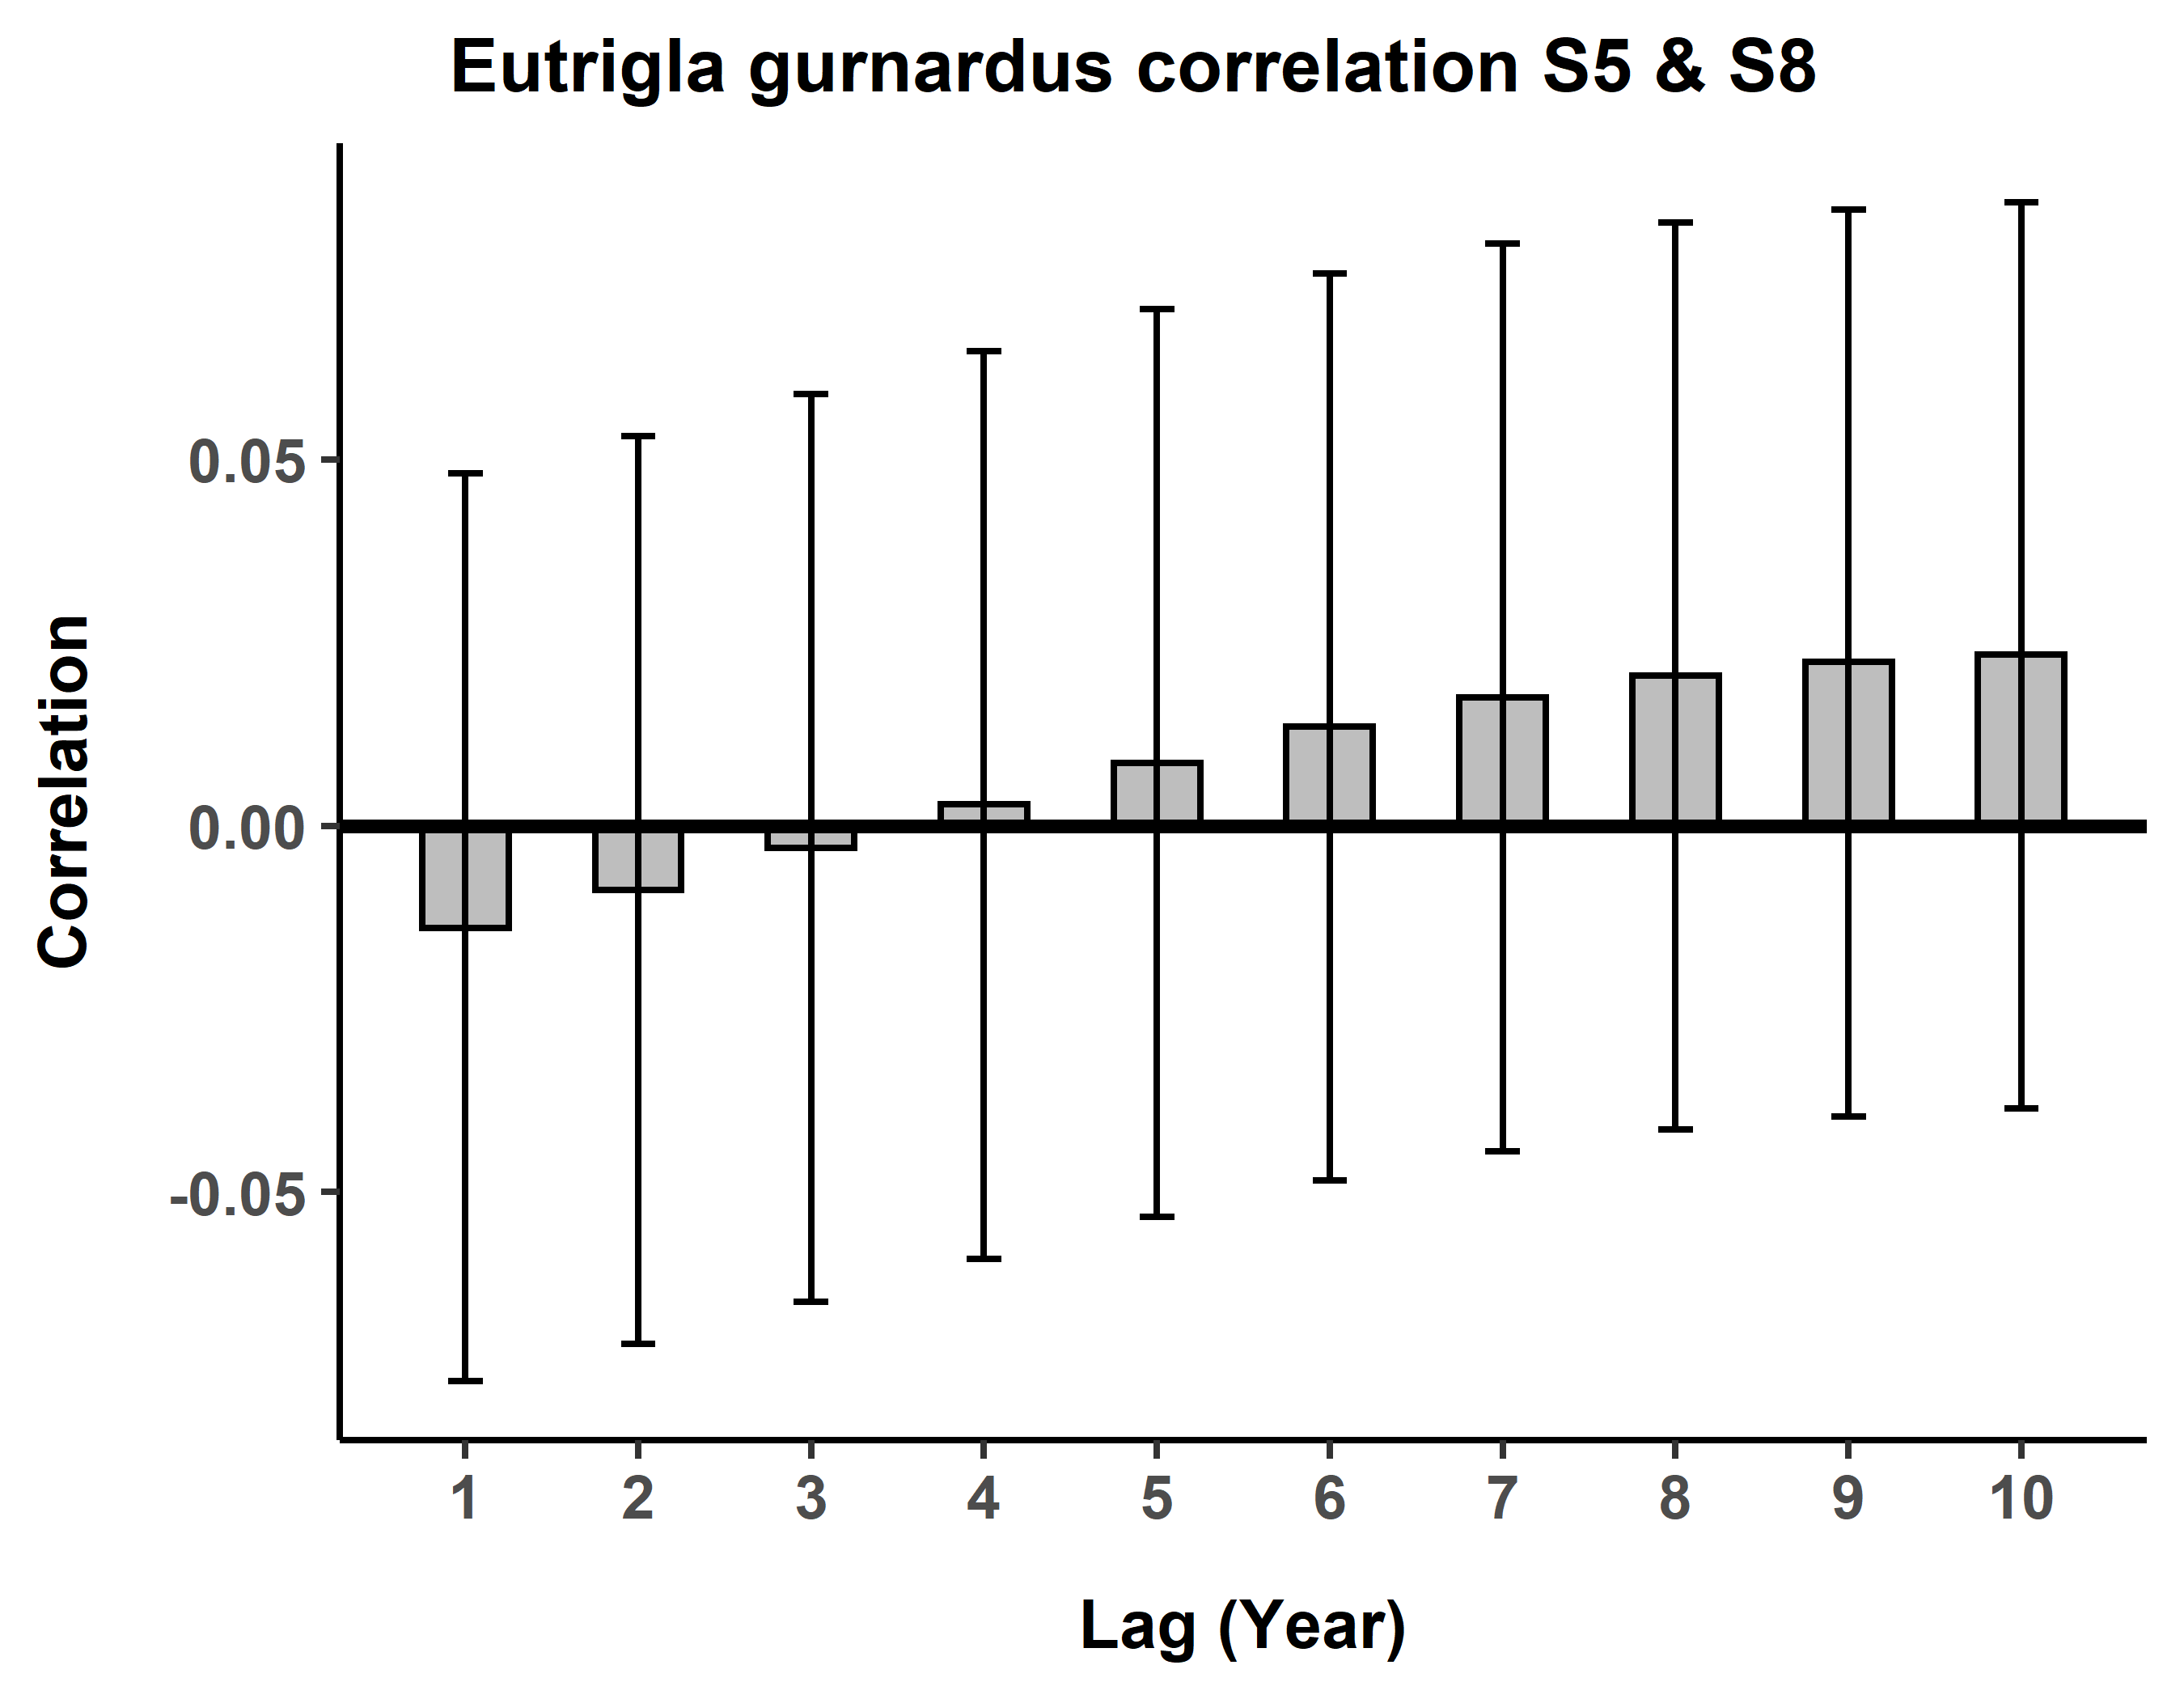 Eutrigla gurnardus correlation S5 & S8
Correlation
0.05
0.00
-0.05
1 2 3 4 5 6 7 8 9 10
Lag (Year)